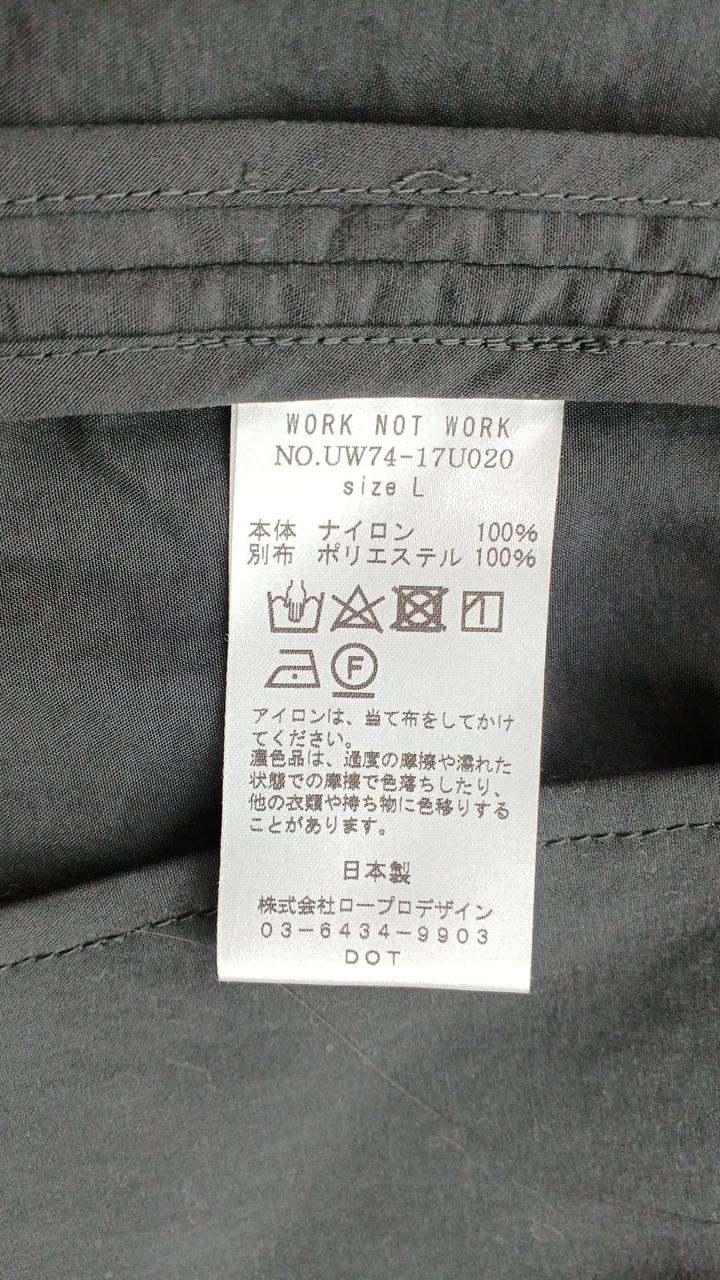 WORK NOT WORK
NO.UW74-17U020
size L
本体 ナイロン 100%
別布 ポリエステル 100%
F
アイロンは、当て布をしてかけ
てください。
濃色品は、過度の摩擦や濡れた
状態での摩擦で色落ちしたり、
他の衣類や持ち物に色移りする
ことがあります。
日本製
株式会社ロープロデザイン
03-6434-9903
DOT